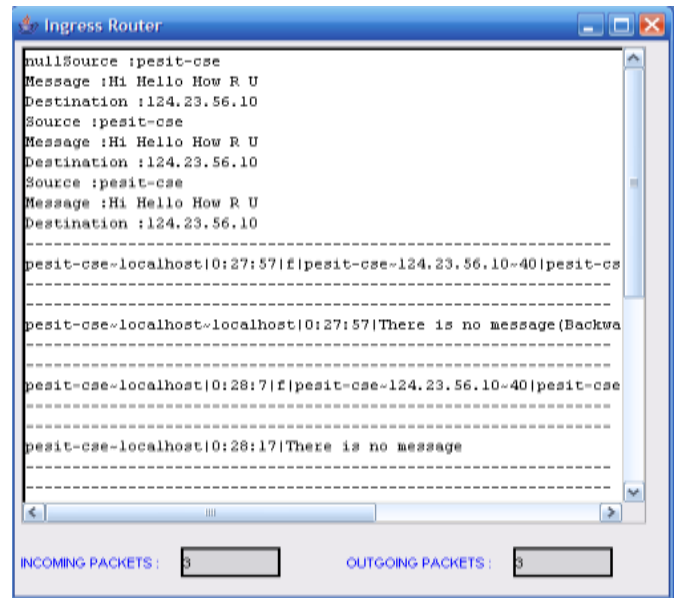 Ingress Router
nullSource :pesit-cse
Message :Hi Hello How R U
Destination :124.23.56.10
Source :pesit-cse
Message :Hi Hello How R U
Destination :124.23.56.10
Source :pesit-cse
Message :Hi Hello How R U
Destination :124.23.56.10
--------------------------------------------------
pesit-cse~localhost|0:27:57|f|pesit-cse~124.23.56.10~40|pesit-cs
--------------------------------------------------
--------------------------------------------------
pesit-cse~localhost~localhost|0:27:57|There is no message(Backwa
--------------------------------------------------
--------------------------------------------------
pesit-cse~localhost|0:28:7|f|pesit-cse~124.23.56.10~40|pesit-cse
--------------------------------------------------
--------------------------------------------------
pesit-cse~localhost|0:28:17|There is no message
--------------------------------------------------
--------------------------------------------------
INCOMING PACKETS : 3 OUTGOING PACKETS : 3